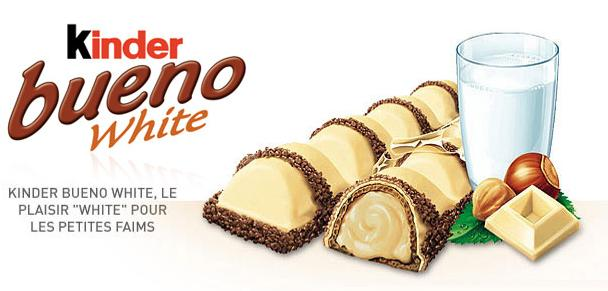 Kinder
bueno
White
KINDER BUENO WHITE, LE
PLAISIR "WHITE" POUR
LES PETITES FAIMS